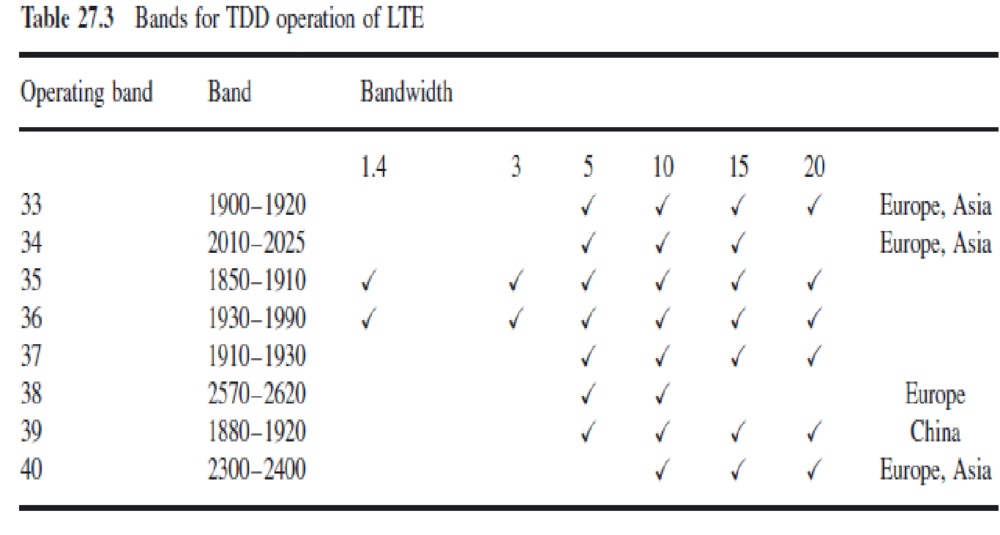 Table 27.3 Bands for TDD operation of LTE
Operating band Band Bandwidth
1.4 3 5 10 15 20
33 1900–1920 ✓ ✓ ✓ ✓ Europe, Asia
34 2010–2025 ✓ ✓ ✓ Europe, Asia
35 1850–1910 ✓ ✓ ✓ ✓ ✓ ✓
36 1930–1990 ✓ ✓ ✓ ✓ ✓ ✓
37 1910–1930 ✓ ✓ ✓ ✓
38 2570–2620 ✓ ✓ Europe
39 1880–1920 ✓ ✓ ✓ ✓ China
40 2300–2400 ✓ ✓ ✓ Europe, Asia